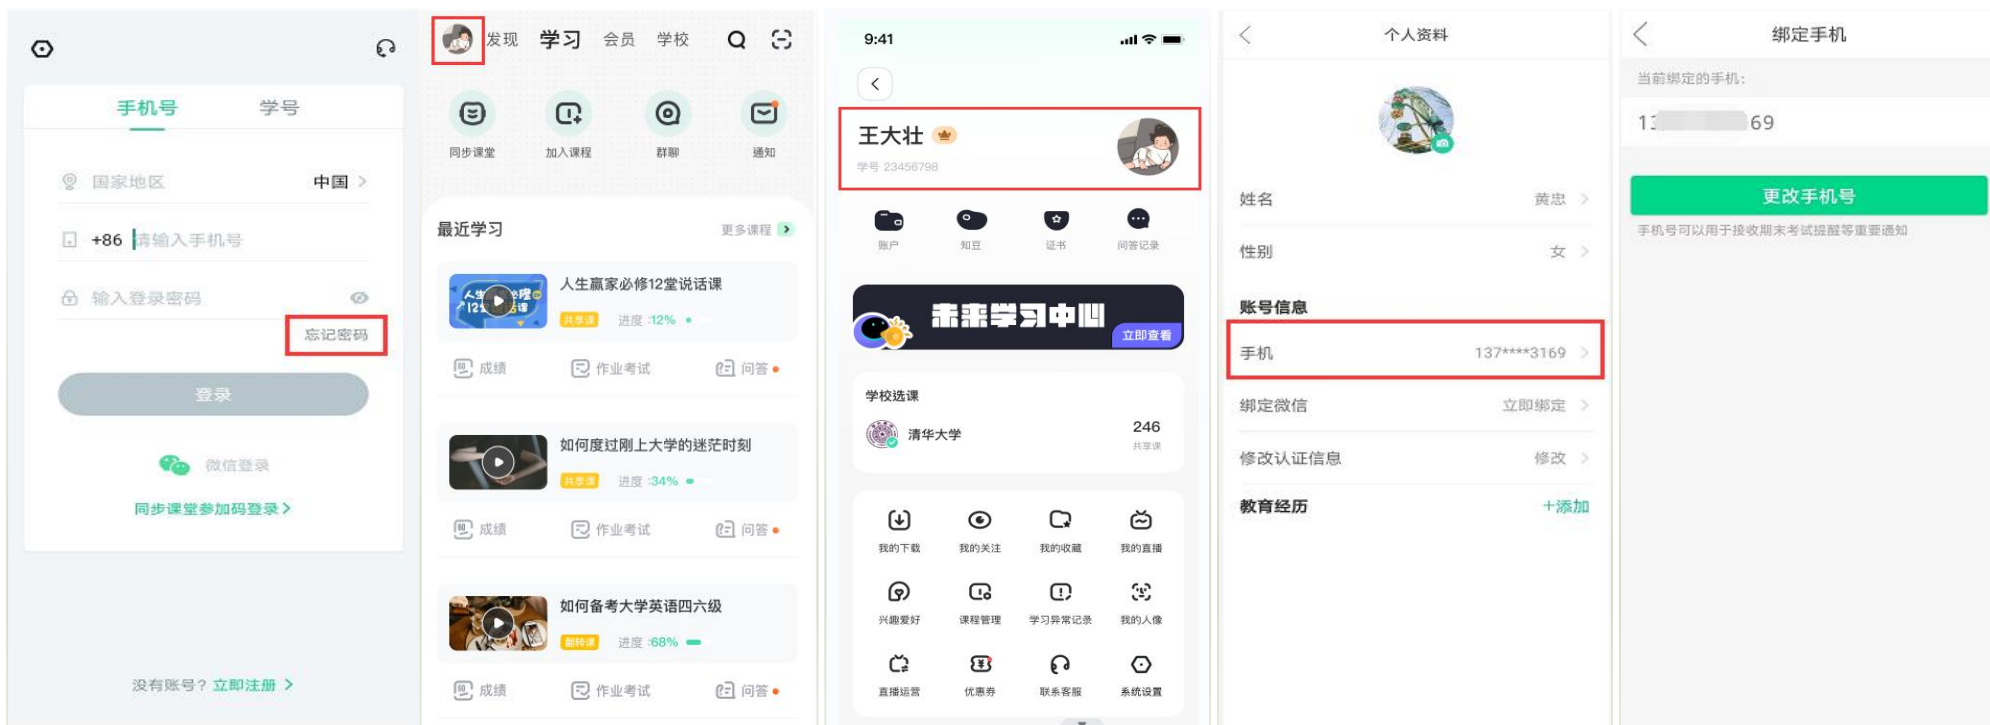 手机号 学号
国家地区 中国 >
+86 请输入手机号
输入登录密码
忘记密码
登录
微信登录
同步课堂参加码登录 >
没有账号？立即注册 >
发现 学习 会员 学校
同步课堂 加入课程 群聊 通知
最近学习 更多课程
人生赢家必修12堂说话课
共享课 进度 :12%
成绩 作业考试 问答
如何度过刚上大学的迷茫时刻
共享课 进度 :34%
成绩 作业考试 问答
如何备考大学英语四六级
翻转课 进度 :68%
成绩 作业考试 问答
9:41
王大壮
学号 23456798
账户 知豆 证书 问答记录
未来学习中心
立即查看
学校选课
清华大学 246
共享课
我的下载 我的关注 我的收藏 我的直播
兴趣爱好 课程管理 学习异常记录 我的人像
直播运营 优惠券 联系客服 系统设置
个人资料
姓名 黄忠 >
性别 女 >
账号信息
手机 137****3169 >
绑定微信 立即绑定 >
修改认证信息 修改 >
教育经历 +添加
绑定手机
当前绑定的手机:
69
更改手机号
手机号可以用于接收期末考试提醒等重要通知